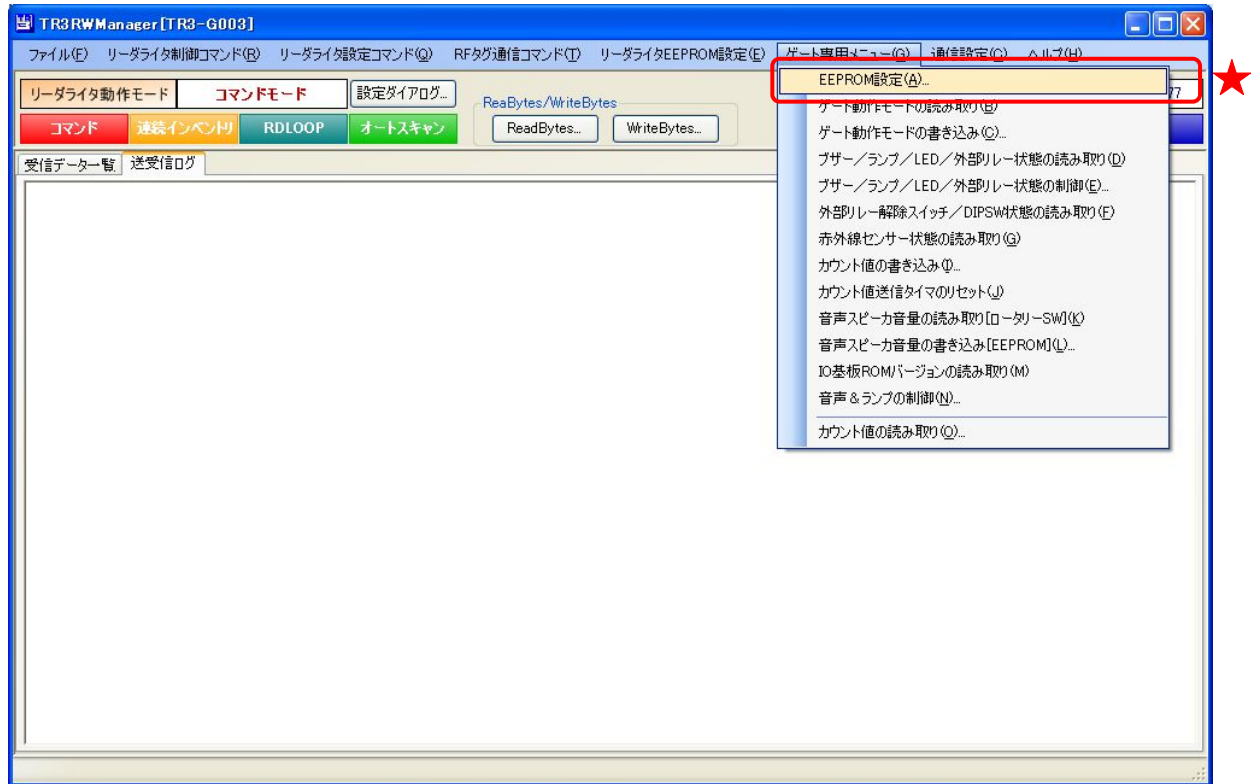 TR3RWManager[TR3-G003]
ファイル(F) リーダライタ制御コマンド(R) リーダライタ設定コマンド(Q) RFタグ通信コマンド(T) リーダライタEEPROM設定(E) ゲート専用メニュー(G) 通信設定(C) ヘルプ(H)
リーダライタ動作モード コマンドモード 設定ダイアログ...
ReaBytes/WriteBytes
コマンド 連続インベントリ RDLOOP オートスキャン ReadBytes... WriteBytes...
77
受信データ一覧 送受信ログ
EEPROM設定(A)...
ゲート動作モードの読み取り(B)
ゲート動作モードの書き込み(C)...
ブザー/ランプ/LED/外部リレー状態の読み取り(D)
ブザー/ランプ/LED/外部リレー状態の制御(E)...
外部リレー解除スイッチ/DIPSW状態の読み取り(F)
赤外線センサー状態の読み取り(G)
カウント値の書き込み(I)...
カウント値送信タイマのリセット(J)
音声スピーカ音量の読み取り[ロータリーSW](K)
音声スピーカ音量の書き込み[EEPROM](L)...
IO基板ROMバージョンの読み取り(M)
音声&ランプの制御(N)...
カウント値の読み取り(O)...